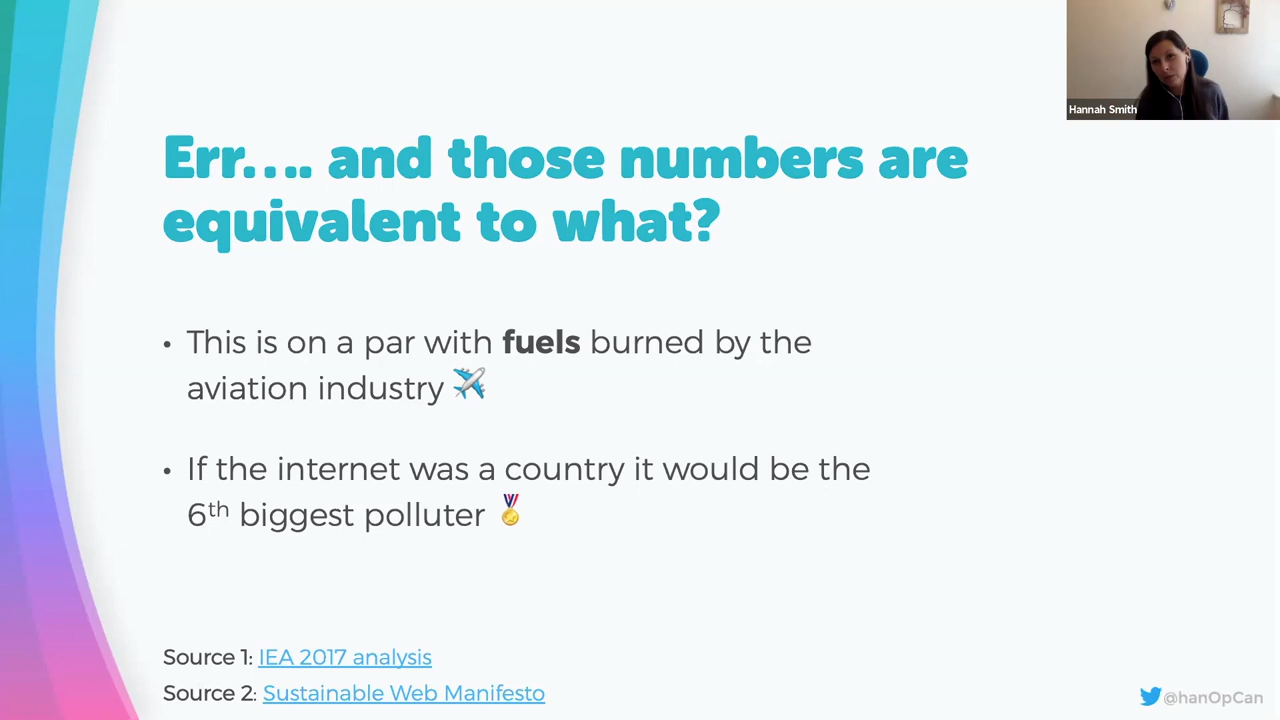 Hannah Smith
Err.... and those numbers are
equivalent to what?
• This is on a par with fuels burned by the
aviation industry ✈️
• If the internet was a country it would be the
6th biggest polluter 🏅
Source 1: IEA 2017 analysis
Source 2: Sustainable Web Manifesto
@hanOpCan